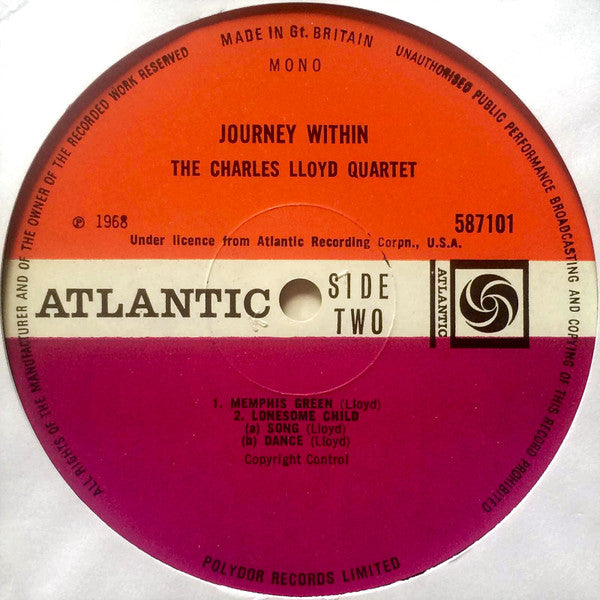 MADE IN Gt. BRITAIN
MONO
JOURNEY WITHIN
THE CHARLES LLOYD QUARTET
℗ 1968
587101
Under licence from Atlantic Recording Corpn., U.S.A.
ATLANTIC
SIDE
TWO
ATLANTIC
1. MEMPHIS GREEN (Lloyd)
2. LONESOME CHILD
(a) SONG (Lloyd)
(b) DANCE (Lloyd)
Copyright Control
POLYDOR RECORDS LIMITED
ALL RIGHTS OF THE MANUFACTURER AND OF THE OWNER OF THE RECORDED WORK RESERVED
UNAUTHORISED PUBLIC PERFORMANCE BROADCASTING AND COPYING OF THIS RECORD PROHIBITED